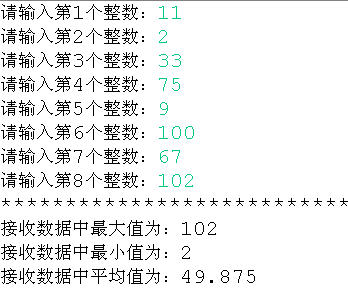 请输入第1个整数：11
请输入第2个整数：2
请输入第3个整数：33
请输入第4个整数：75
请输入第5个整数：9
请输入第6个整数：100
请输入第7个整数：67
请输入第8个整数：102
***************************
接收数据中最大值为：102
接收数据中最小值为：2
接收数据中平均值为：49.875